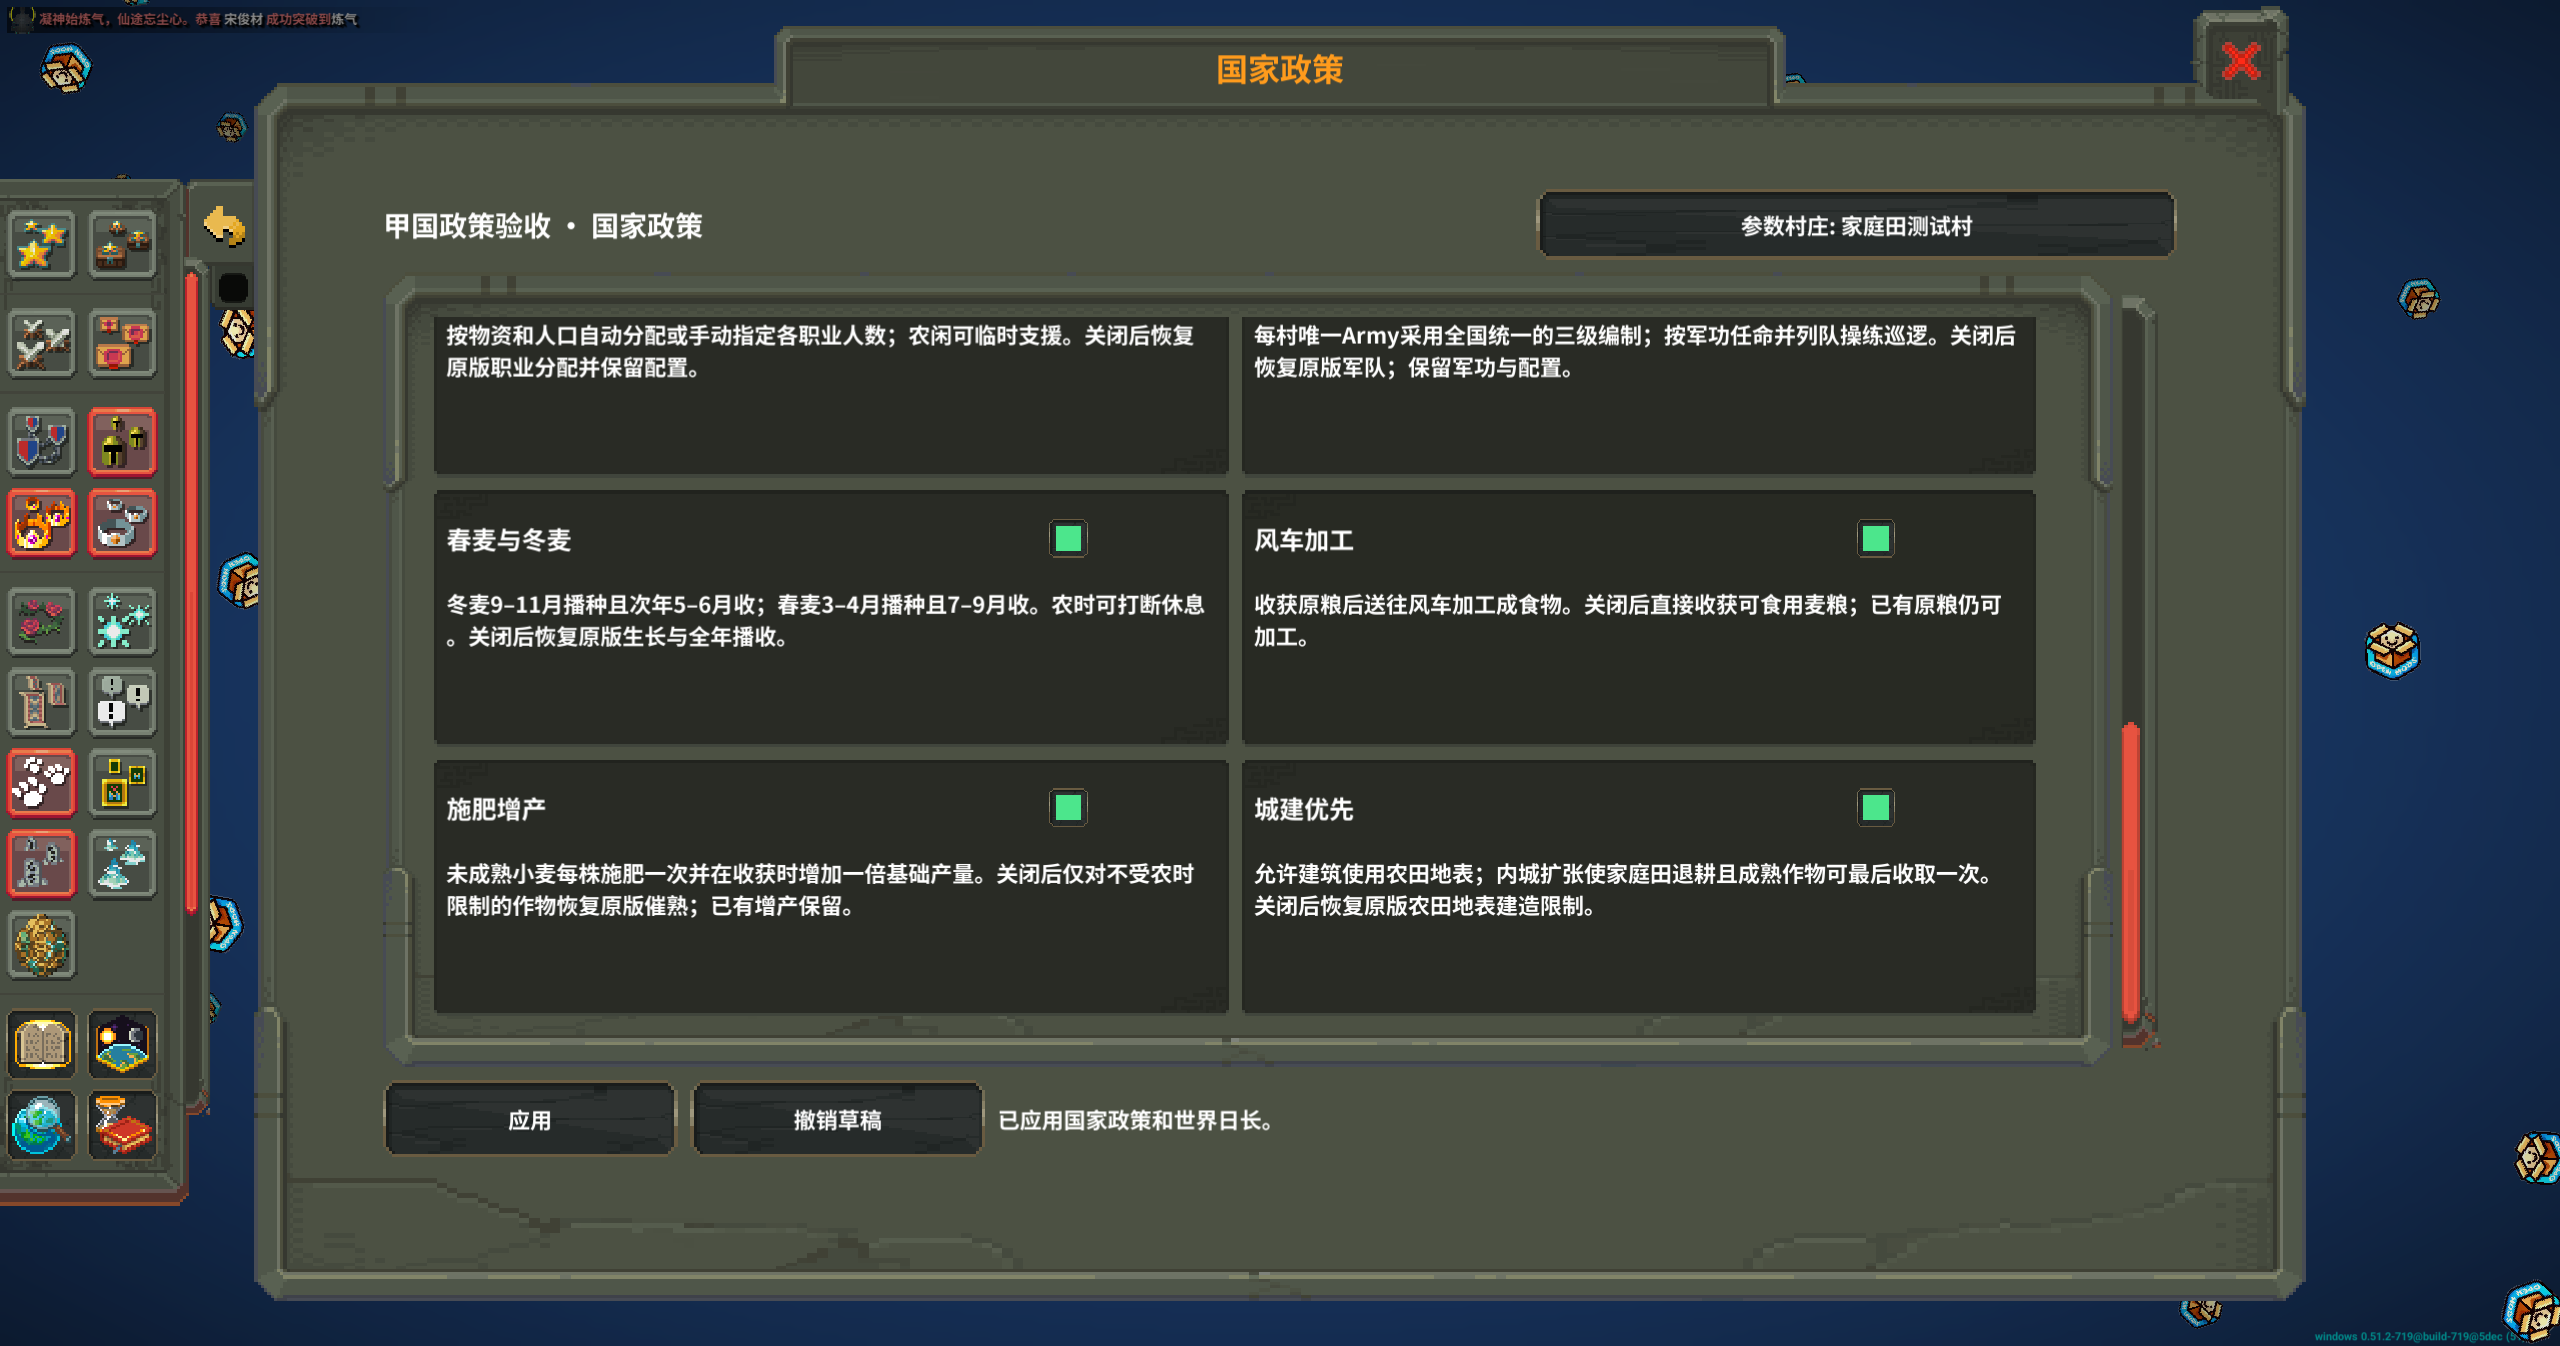 凝神始炼气，仙途忘尘心。恭喜 宋俊材 成功突破到炼气
国家政策
甲国政策验收 · 国家政策
参数村庄: 家庭田测试村
按物资和人口自动分配或手动指定各职业人数；农闲可临时支援。关闭后恢复
原版职业分配并保留配置。
每村唯一Army采用全国统一的三级编制；按军功任命并列队操练巡逻。关闭后
恢复原版军队；保留军功与配置。
春麦与冬麦
冬麦9–11月播种且次年5–6月收；春麦3–4月播种且7–9月收。农时可打断休息
。关闭后恢复原版生长与全年播收。
风车加工
收获原粮后送往风车加工成食物。关闭后直接收获可食用麦粮；已有原粮仍可
加工。
施肥增产
未成熟小麦每株施肥一次并在收获时增加一倍基础产量。关闭后仅对不受农时
限制的作物恢复原版催熟；已有增产保留。
城建优先
允许建筑使用农田地表；内城扩张使家庭田退耕且成熟作物可最后收取一次。
关闭后恢复原版农田地表建造限制。
应用
撤销草稿
已应用国家政策和世界日长。
OPEN MODS
windows 0.51.2-719@build-719@5dec